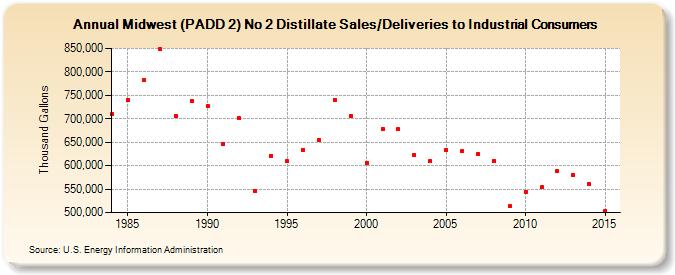 Annual Midwest (PADD 2) No 2 Distillate Sales/Deliveries to Industrial Consumers
Thousand Gallons
850,000
800,000
750,000
700,000
650,000
600,000
550,000
500,000
1985 1990 1995 2000 2005 2010 2015
Source: U.S. Energy Information Administration